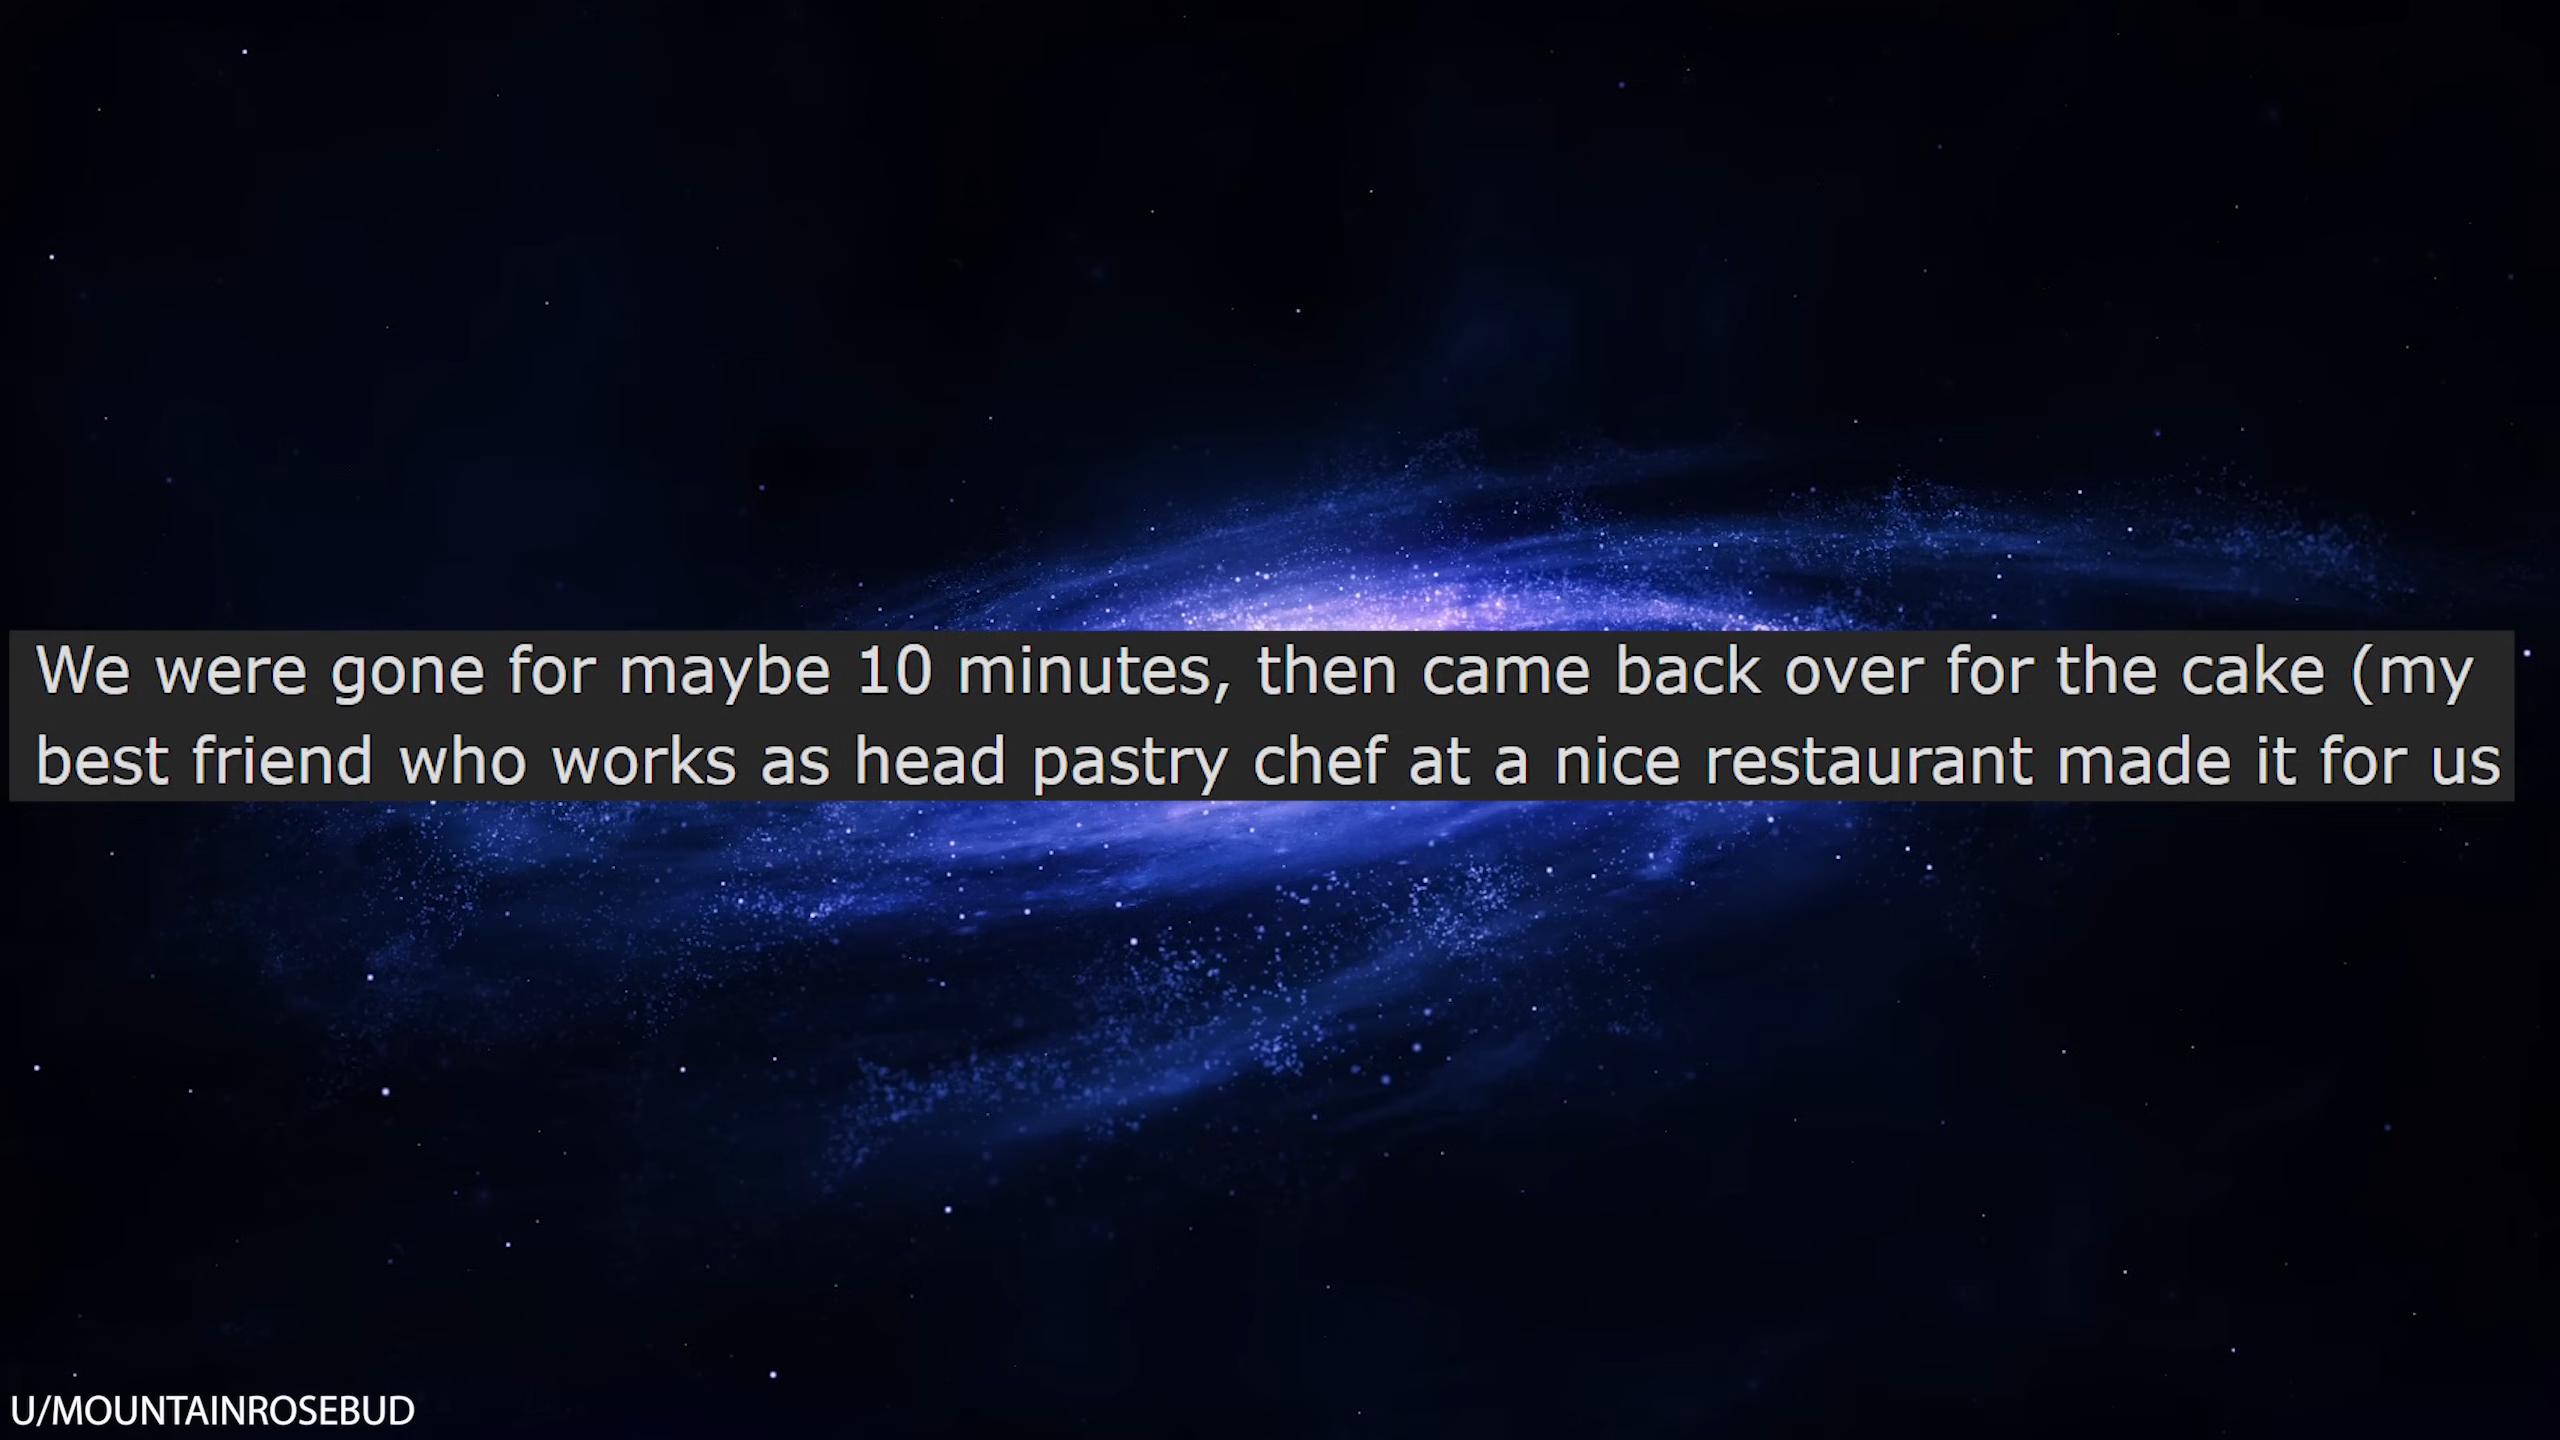 We were gone for maybe 10 minutes, then came back over for the cake (my
best friend who works as head pastry chef at a nice restaurant made it for us
U/MOUNTAINROSEBUD